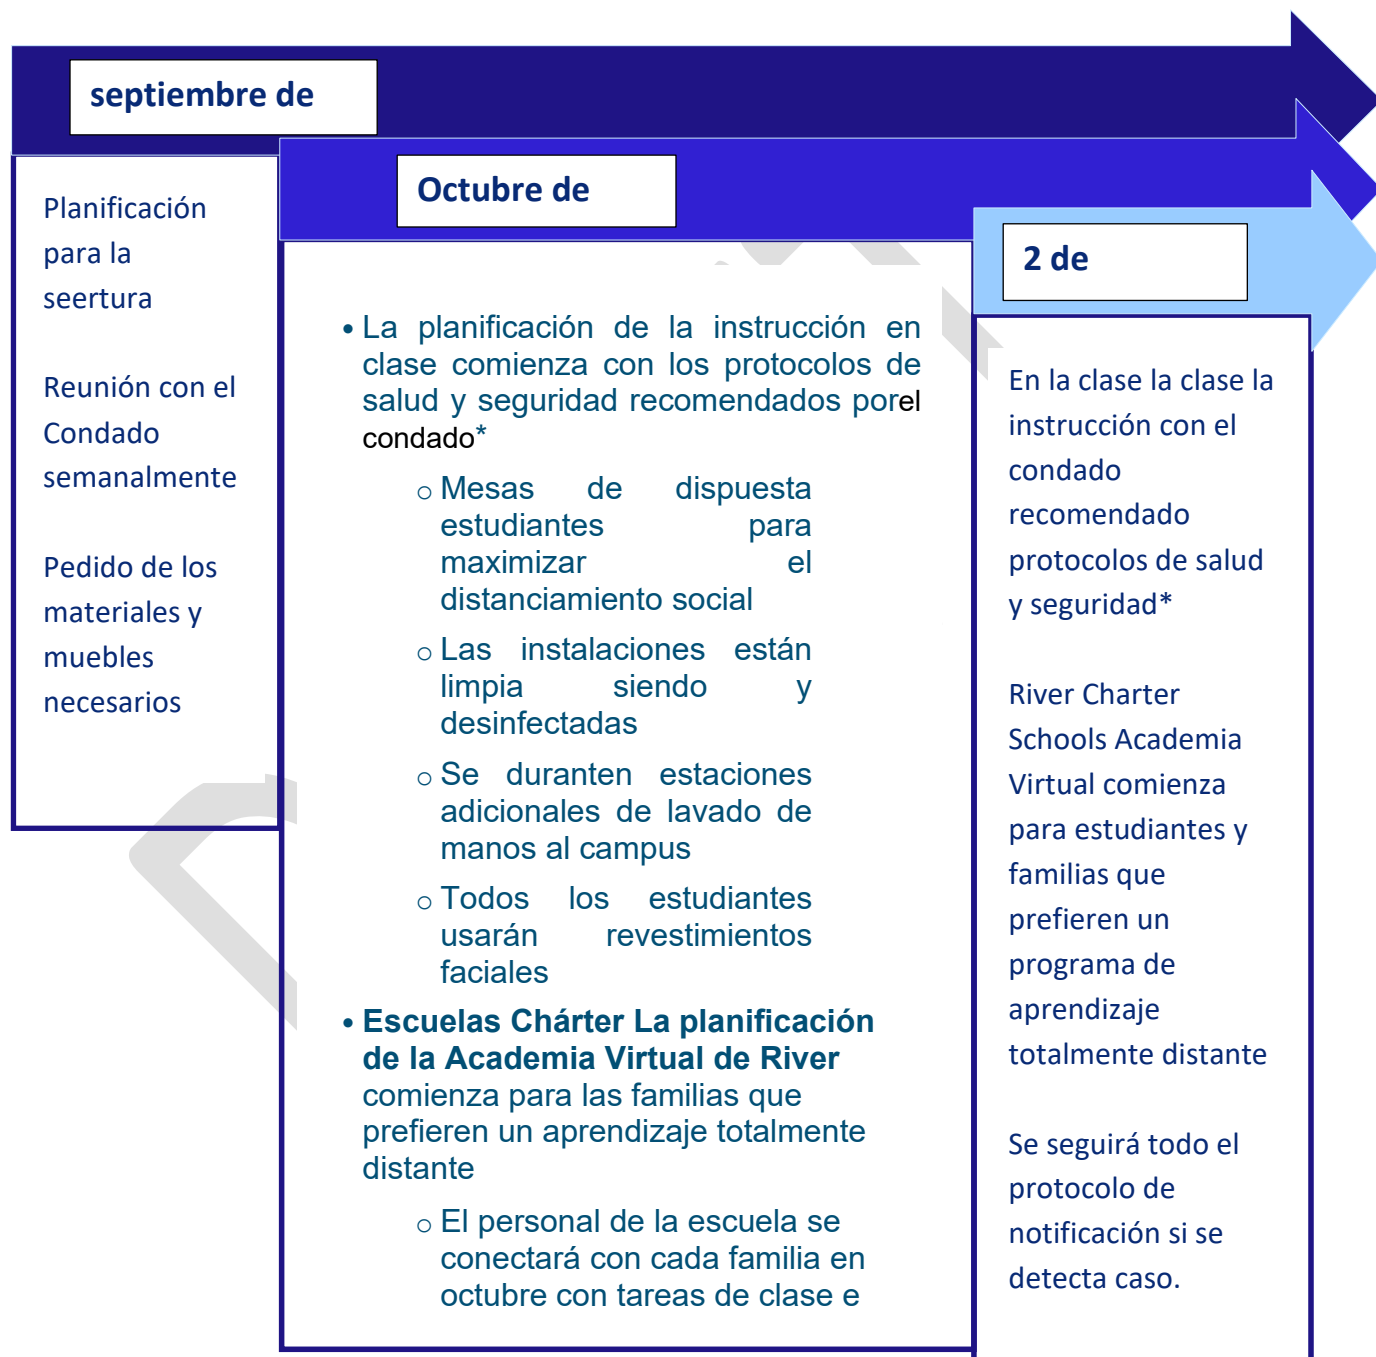 septiembre de
Planificación
para la
seertura
Reunión con el
Condado
semanalmente
Pedido de los
materiales y
muebles
necesarios
Octubre de
• La planificación de la instrucción en
clase comienza con los protocolos de
salud y seguridad recomendados porel
condado*
o Mesas de dispuesta
estudiantes para
maximizar el
distanciamiento social
o Las instalaciones están
limpia siendo y
desinfectadas
o Se duranten estaciones
adicionales de lavado de
manos al campus
o Todos los estudiantes
usarán revestimientos
faciales
• Escuelas Chárter La planificación
de la Academia Virtual de River
comienza para las familias que
prefieren un aprendizaje totalmente
distante
o El personal de la escuela se
conectará con cada familia en
octubre con tareas de clase e
2 de
En la clase la clase la
instrucción con el
condado
recomendado
protocolos de salud
y seguridad*
River Charter
Schools Academia
Virtual comienza
para estudiantes y
familias que
prefieren un
programa de
aprendizaje
totalmente distante
Se seguirá todo el
protocolo de
notificación si se
detecta caso.